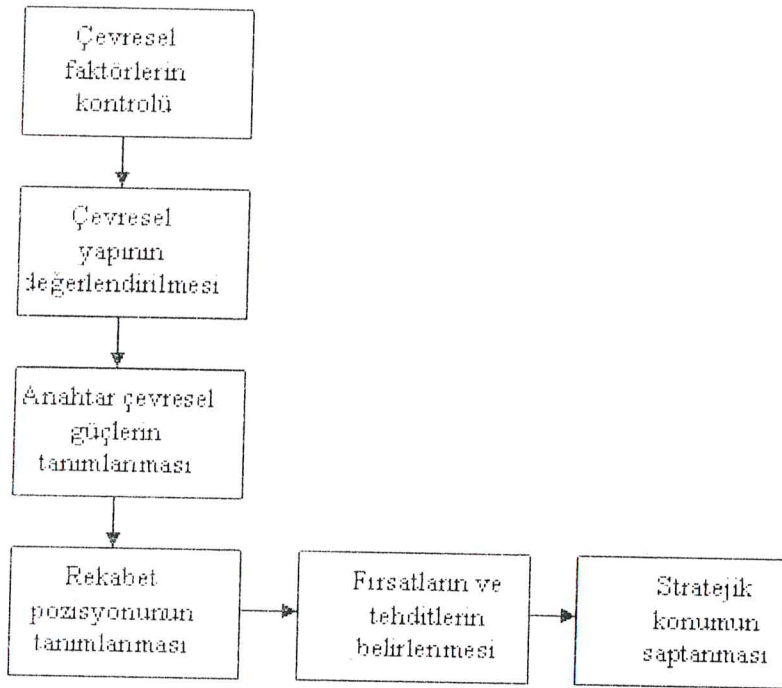 Çevresel
faktörlerin
kontrolü
Çevresel
yapının
değerlendirilmesi
Anahtar çevresel
güçlerin
tanımlanması
Rekabet
pozisyonunun
tanımlanması
Fırsatların ve
tehditlerin
belirlenmesi
Stratejik
konumun
saptanması